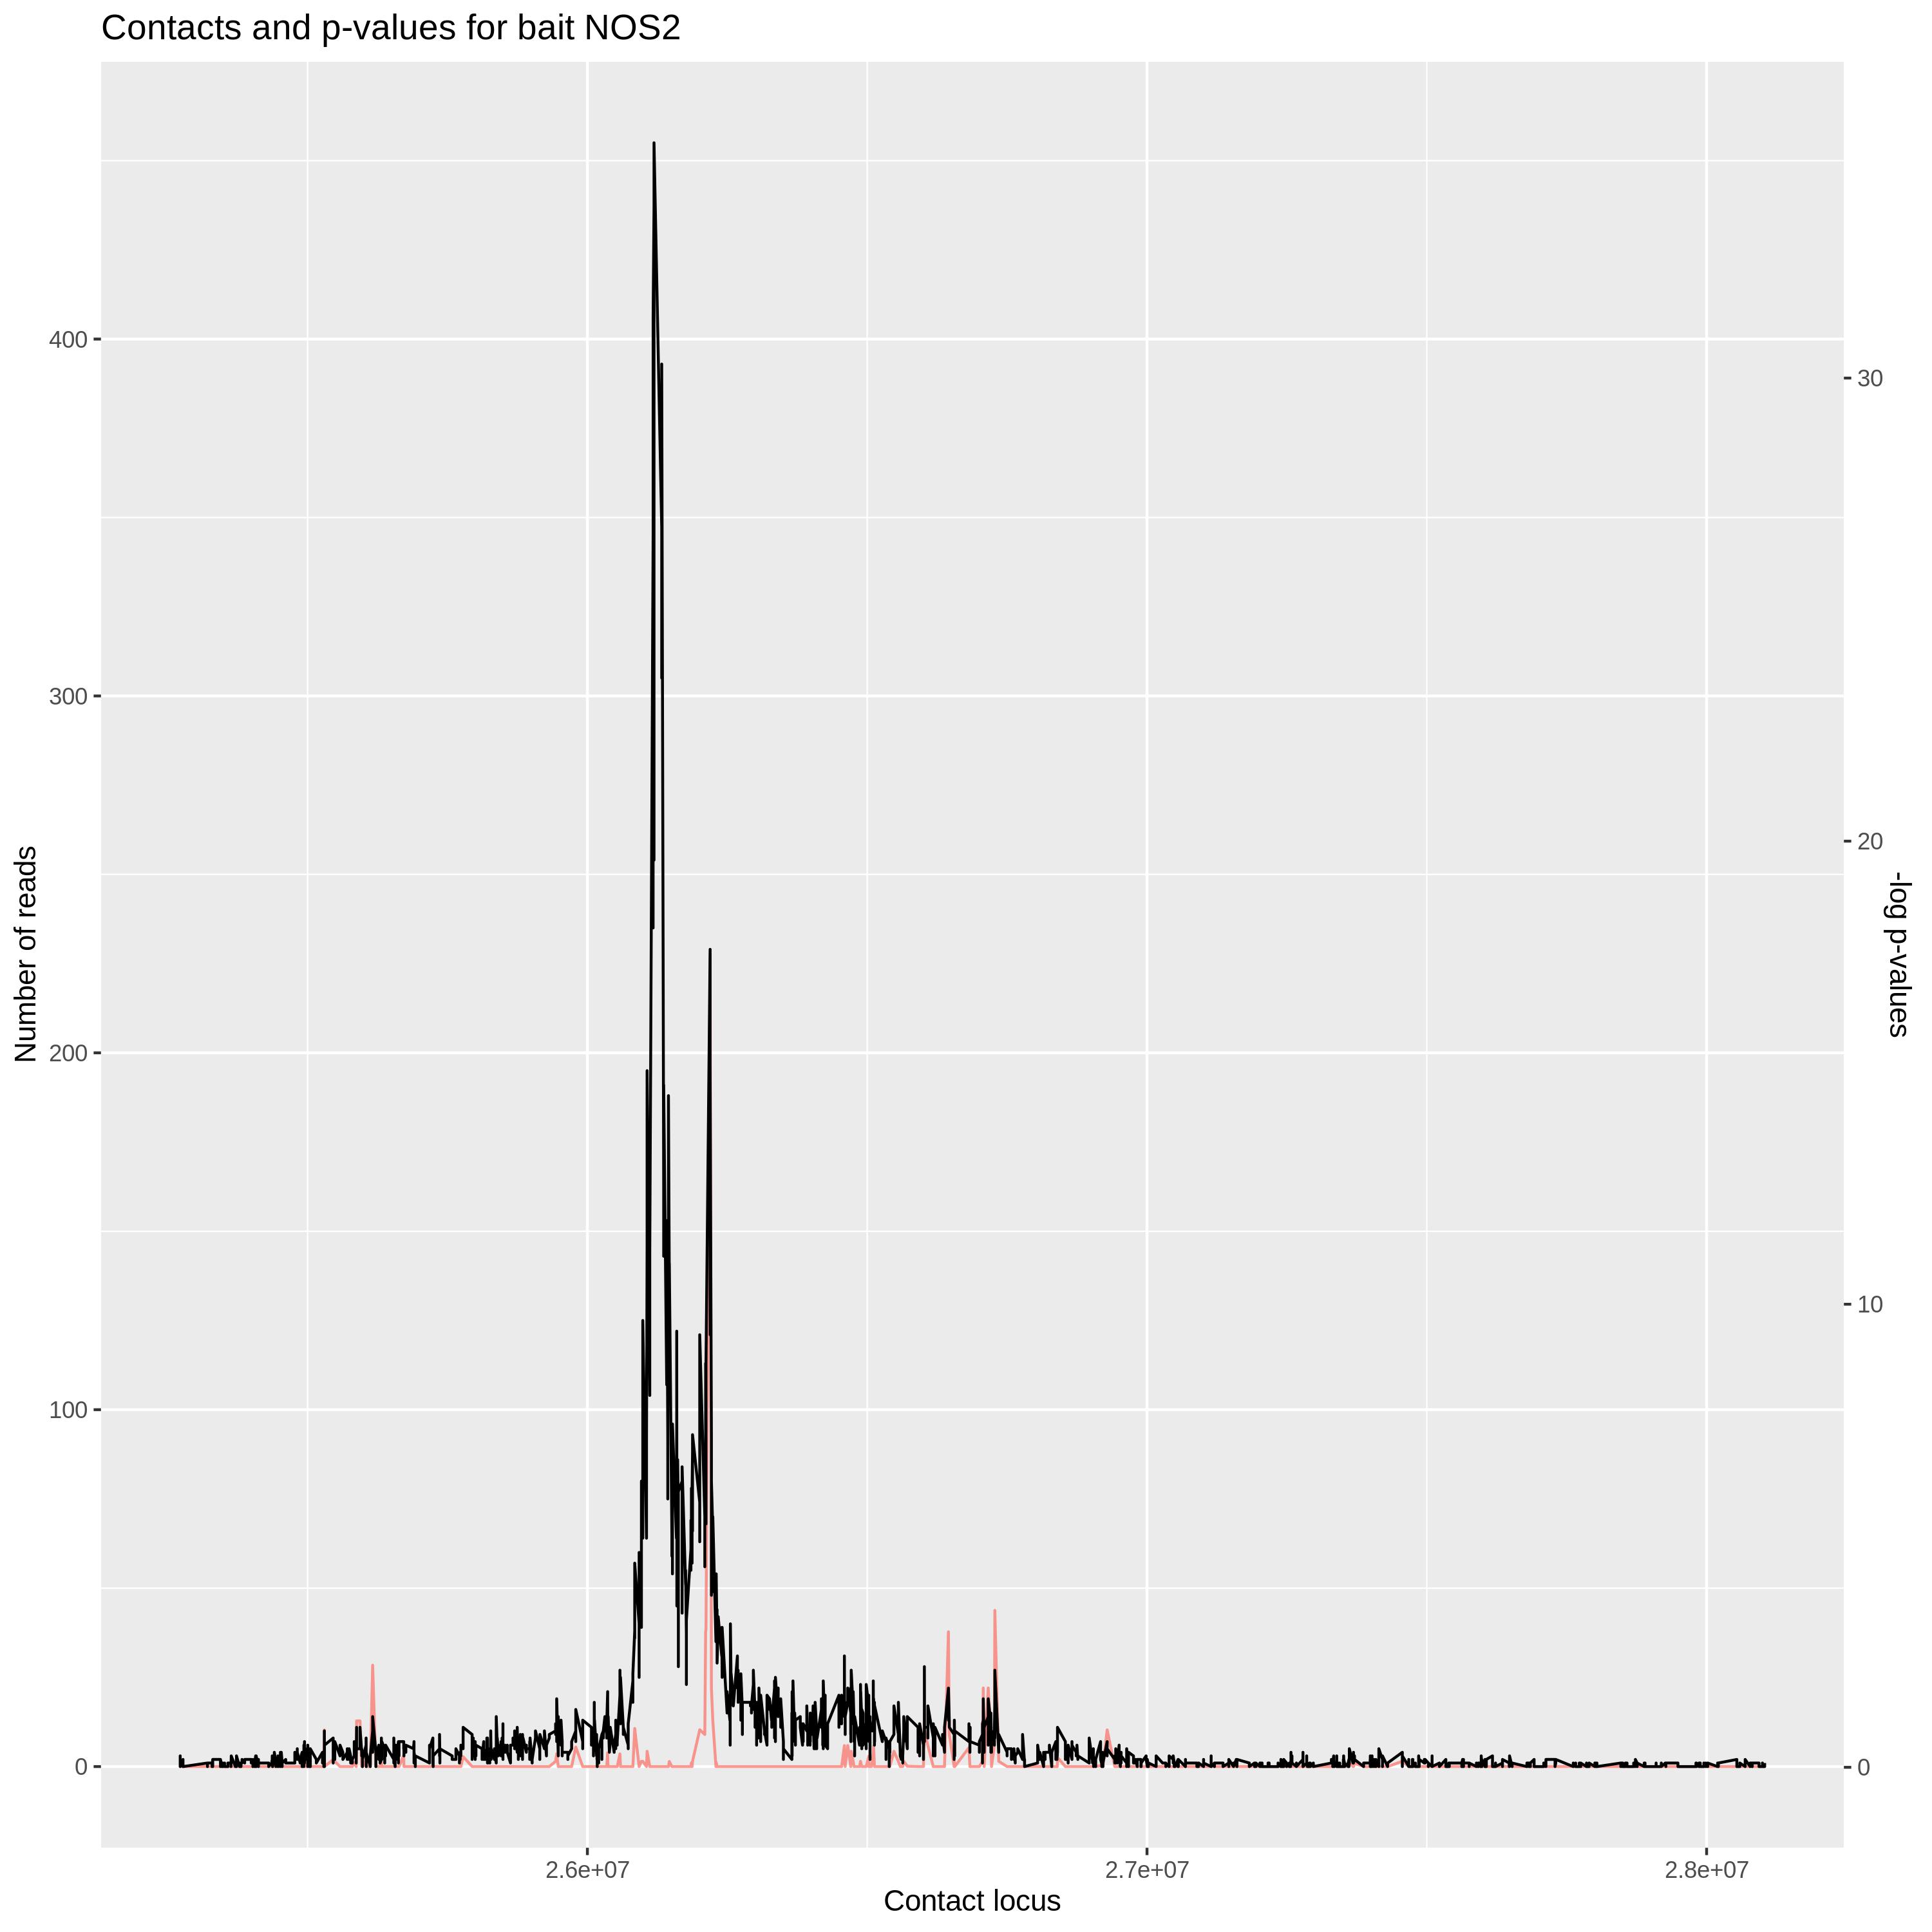 Contacts and p-values for bait NOS2
400
300
200
100
0
Number of reads
30
20
10
0
-log p-values
2.6e+07
2.7e+07
2.8e+07
Contact locus